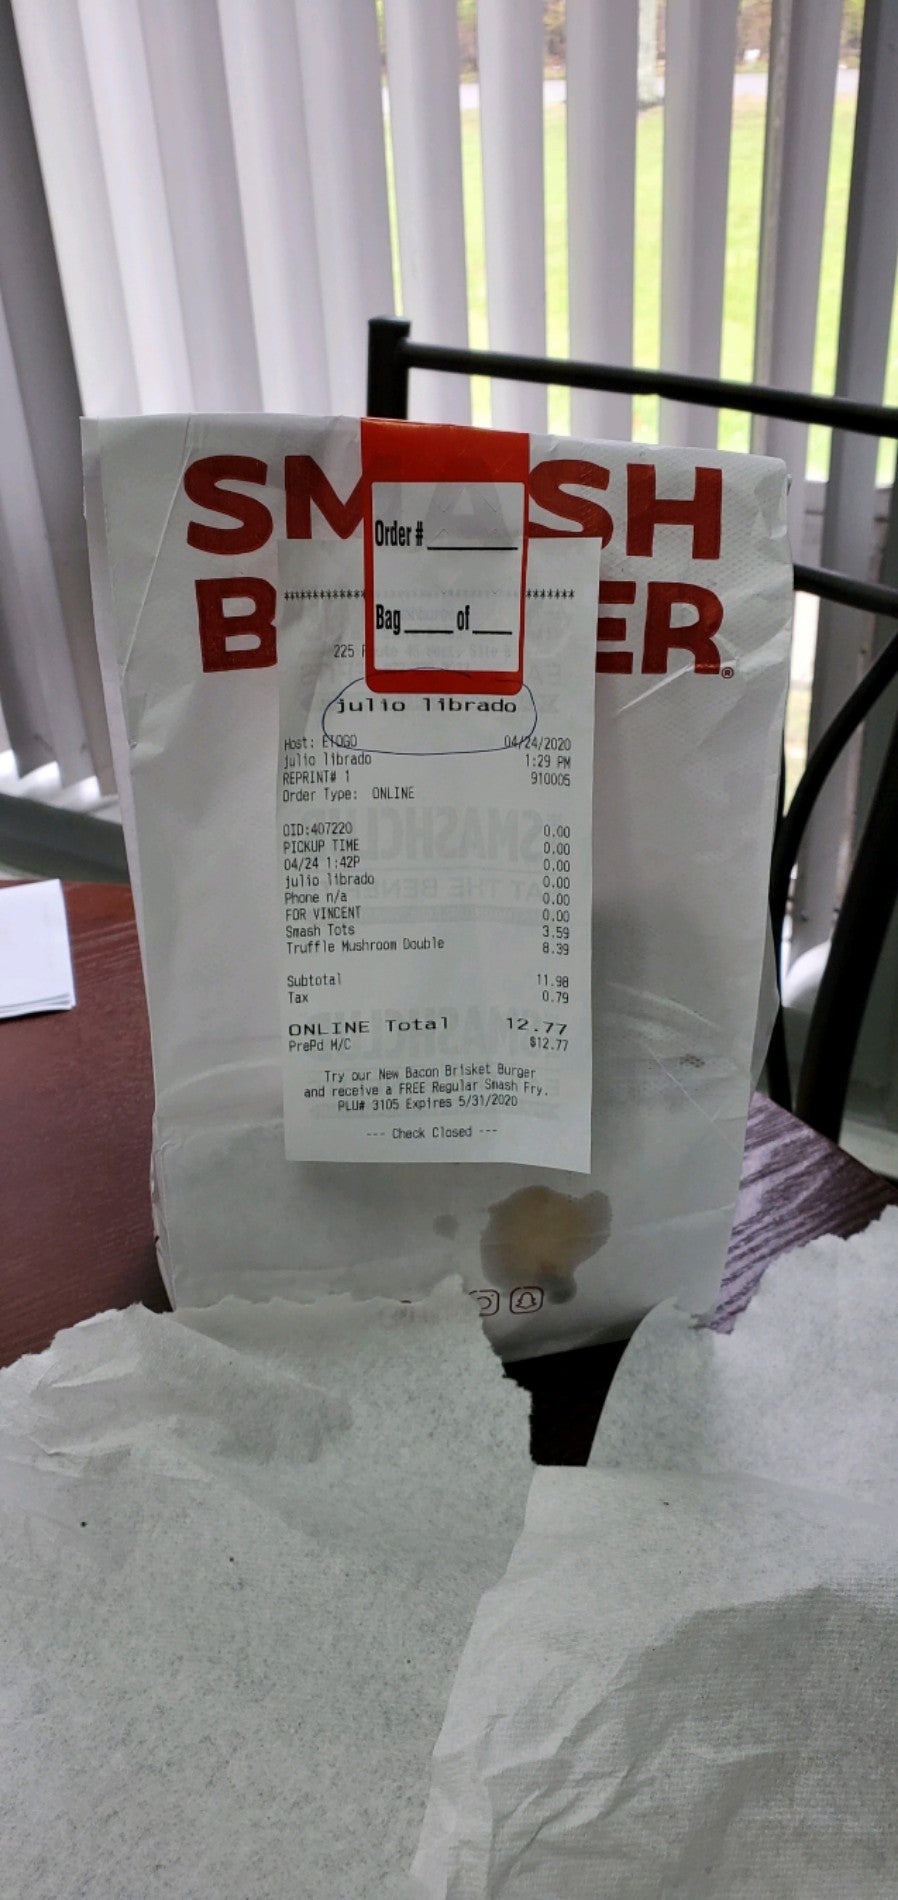 SMASH
B ER®
Order #
Bag of
225
julio librado
Host: ETOGO 04/24/2020
julio librado 1:29 PM
REPRINT# 1 910005
Order Type: ONLINE
OID:407220 0.00
PICKUP TIME 0.00
04/24 1:42P 0.00
julio librado 0.00
Phone n/a 0.00
FOR VINCENT 0.00
Smash Tots 3.59
Truffle Mushroom Double 8.39
Subtotal 11.98
Tax 0.79
ONLINE Total 12.77
PrePd M/C $12.77
Try our New Bacon Brisket Burger
and receive a FREE Regular Smash Fry.
PLU# 3105 Expires 5/31/2020
--- Check Closed ---